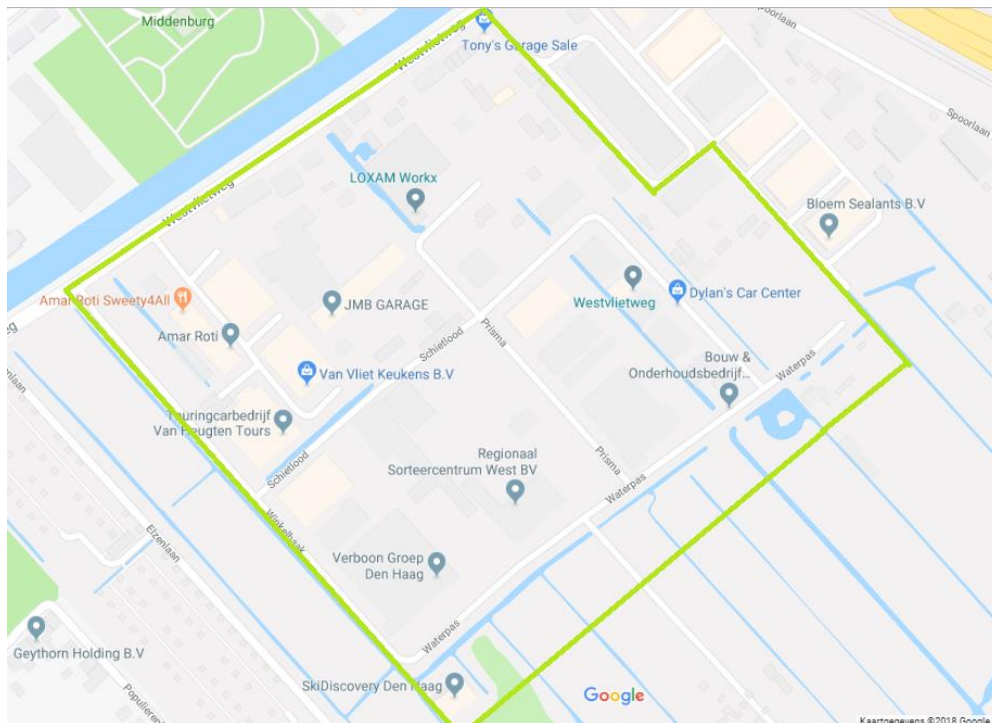 Middenburg
Westvlietweg
Tony's Garage Sale
Spoorlaan
Spoorlaan
LOXAM Workx
Westvlietweg
Bloem Sealants B.V
Amar Roti Sweety4All
JMB GARAGE
Westvlietweg
Dylan's Car Center
Amar Roti
Schietlood
Prisma
Van Vliet Keukens B.V
Bouw &
Onderhoudsbedrijf...
Waterpas
Touringcarbedrijf
Van Heugten Tours
Schietlood
Regionaal
Sorteercentrum West BV
Prisma
Waterpas
Winkelhaak
Elzenlaan
Verboon Groep
Den Haag
Waterpas
Geythorn Holding B.V
SkiDiscovery Den Haag
Google
Kaartgegevens ©2018 Google